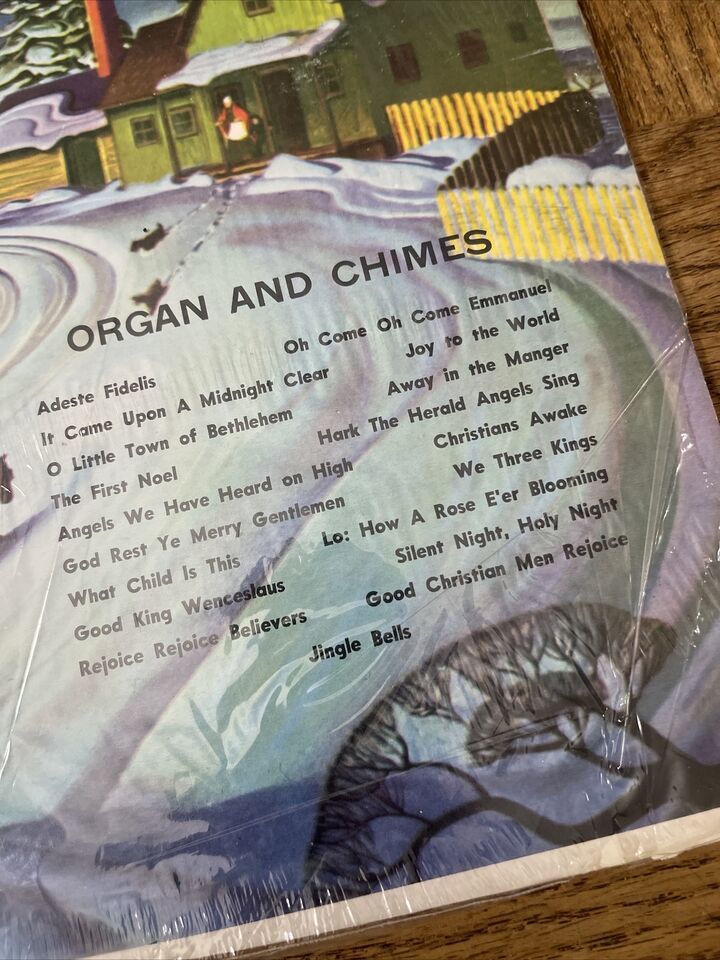 ORGAN AND CHIMES
Adeste Fidelis
It Came Upon A Midnight Clear
O Little Town of Bethlehem
The First Noel
Angels We Have Heard on High
God Rest Ye Merry Gentlemen
What Child Is This
Good King Wenceslaus
Rejoice Rejoice Believers
Oh Come Oh Come Emmanuel
Joy to the World
Away in the Manger
Hark The Herald Angels Sing
Christians Awake
We Three Kings
Lo: How A Rose E'er Blooming
Silent Night, Holy Night
Good Christian Men Rejoice
Jingle Bells